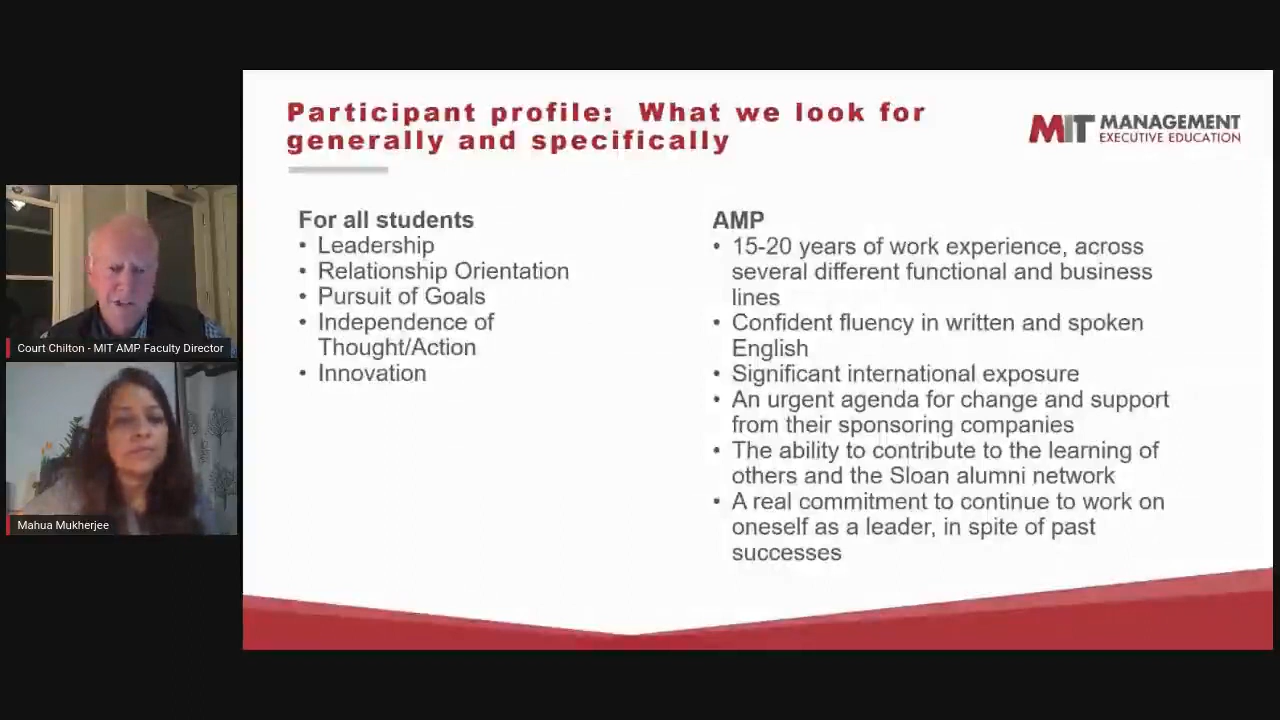 Participant profile: What we look for
generally and specifically
MIT MANAGEMENT
EXECUTIVE EDUCATION
For all students
• Leadership
• Relationship Orientation
• Pursuit of Goals
• Independence of
Thought/Action
• Innovation
AMP
• 15-20 years of work experience, across
several different functional and business
lines
• Confident fluency in written and spoken
English
• Significant international exposure
• An urgent agenda for change and support
from their sponsoring companies
• The ability to contribute to the learning of
others and the Sloan alumni network
• A real commitment to continue to work on
oneself as a leader, in spite of past
successes
Court Chilton - MIT AMP Faculty Director
Mahua Mukherjee